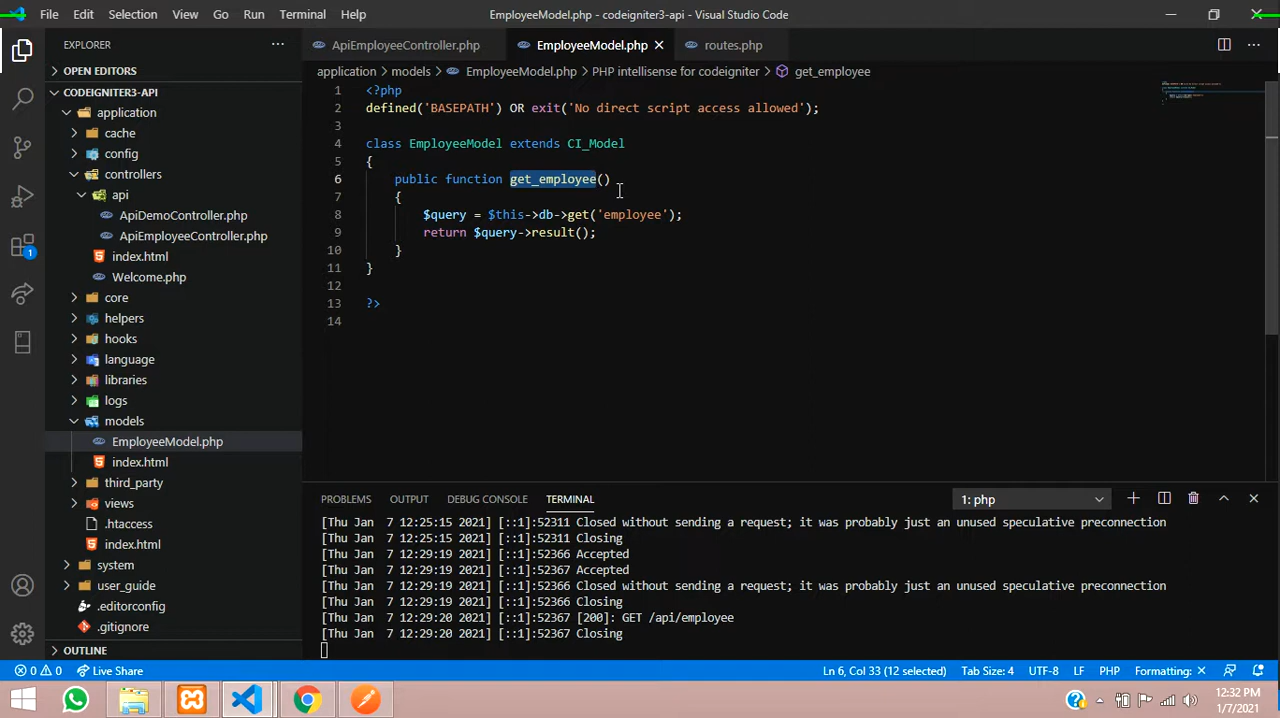 File Edit Selection View Go Run Terminal Help EmployeeModel.php - codeigniter3-api - Visual Studio Code
EXPLORER
OPEN EDITORS
CODEIGNITER3-API
application
cache
config
controllers
api
ApiDemoController.php
ApiEmployeeController.php
index.html
Welcome.php
core
helpers
hooks
language
libraries
logs
models
EmployeeModel.php
index.html
third_party
views
.htaccess
index.html
system
user_guide
.editorconfig
.gitignore
OUTLINE
1
ApiEmployeeController.php EmployeeModel.php routes.php
application > models > EmployeeModel.php > PHP intellisense for codeigniter > get_employee
1 <?php
2 defined('BASEPATH') OR exit('No direct script access allowed');
3
4 class EmployeeModel extends CI_Model
5 {
6 public function get_employee()
7 {
8 $query = $this->db->get('employee');
9 return $query->result();
10 }
11 }
12
13 ?>
14
PROBLEMS OUTPUT DEBUG CONSOLE TERMINAL 1: php
[Thu Jan  7 12:25:15 2021] [::1]:52311 Closed without sending a request; it was probably just an unused speculative preconnection
[Thu Jan  7 12:25:15 2021] [::1]:52311 Closing
[Thu Jan  7 12:29:19 2021] [::1]:52366 Accepted
[Thu Jan  7 12:29:19 2021] [::1]:52367 Accepted
[Thu Jan  7 12:29:19 2021] [::1]:52366 Closed without sending a request; it was probably just an unused speculative preconnection
[Thu Jan  7 12:29:19 2021] [::1]:52366 Closing
[Thu Jan  7 12:29:20 2021] [::1]:52367 [200]: GET /api/employee
[Thu Jan  7 12:29:20 2021] [::1]:52367 Closing
0 0 Live Share Ln 6, Col 33 (12 selected) Tab Size: 4 UTF-8 LF PHP Formatting: ×
12:32 PM
1/7/2021